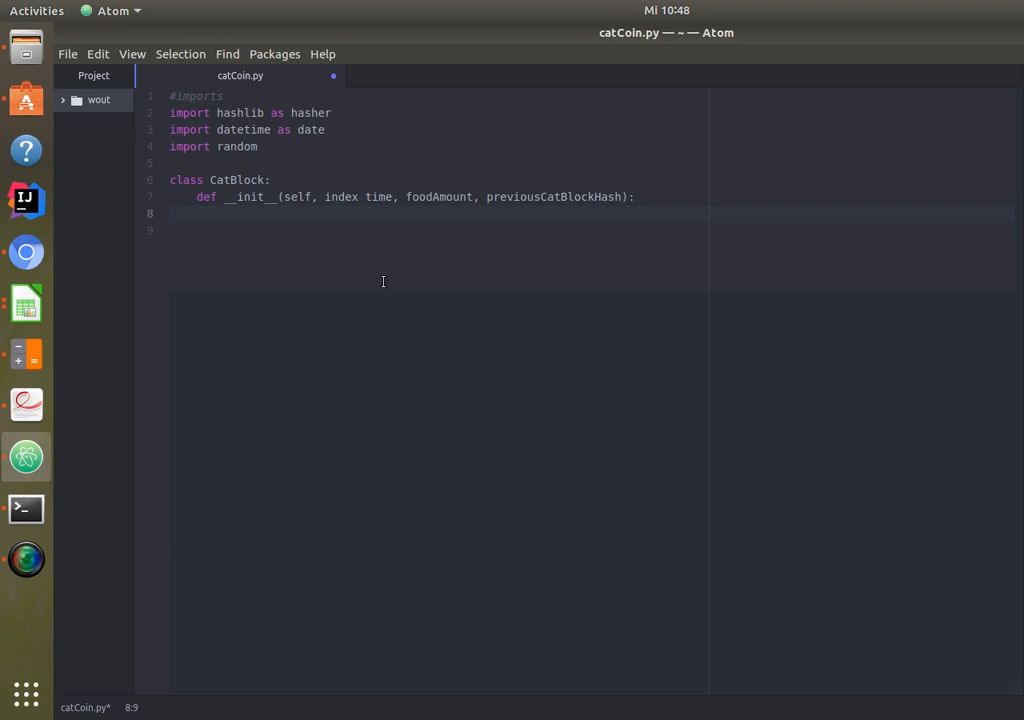 Activities Atom Mi 10:48
catCoin.py — ~ — Atom
File Edit View Selection Find Packages Help
Project catCoin.py
wout
1 #imports
2 import hashlib as hasher
3 import datetime as date
4 import random
5
6 class CatBlock:
7 def __init__(self, index time, foodAmount, previousCatBlockHash):
8
9
A
?
IJ
− + =
>_
catCoin.py* 8:9